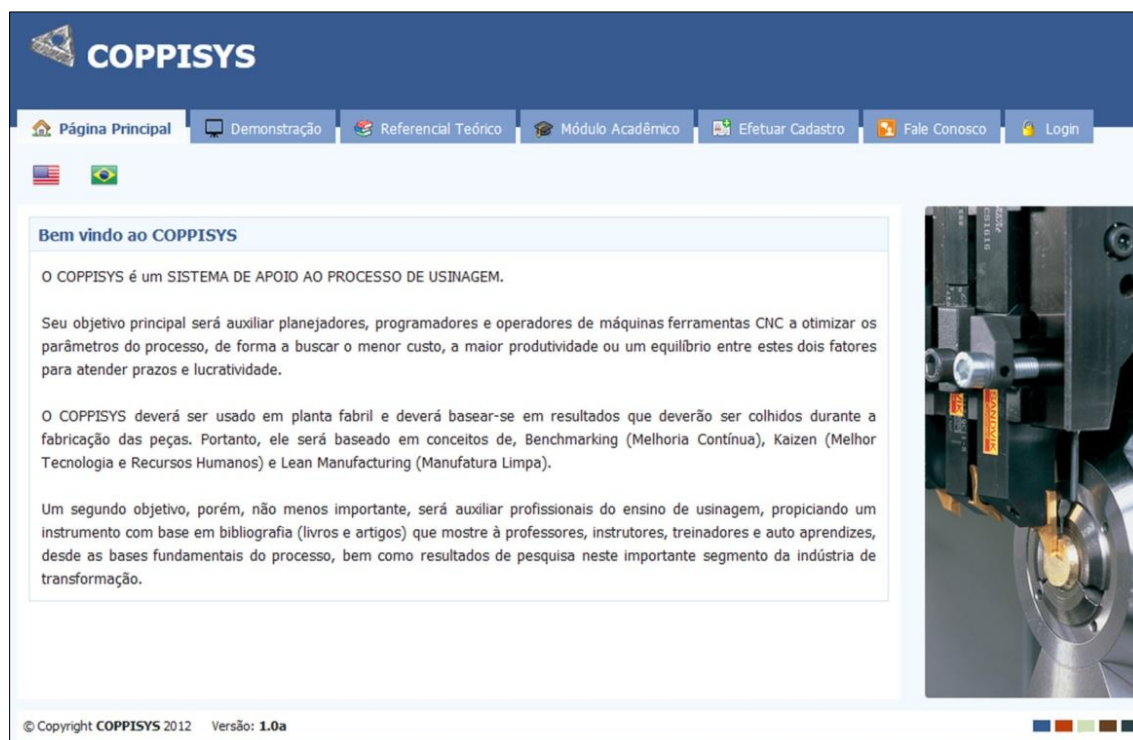 COPPISYS
Página Principal Demonstração Referencial Teórico Módulo Acadêmico Efetuar Cadastro Fale Conosco Login
Bem vindo ao COPPISYS
O COPPISYS é um SISTEMA DE APOIO AO PROCESSO DE USINAGEM.
Seu objetivo principal será auxiliar planejadores, programadores e operadores de máquinas ferramentas CNC a otimizar os
parâmetros do processo, de forma a buscar o menor custo, a maior produtividade ou um equilíbrio entre estes dois fatores
para atender prazos e lucratividade.
O COPPISYS deverá ser usado em planta fabril e deverá basear-se em resultados que deverão ser colhidos durante a
fabricação das peças. Portanto, ele será baseado em conceitos de, Benchmarking (Melhoria Contínua), Kaizen (Melhor
Tecnologia e Recursos Humanos) e Lean Manufacturing (Manufatura Limpa).
Um segundo objetivo, porém, não menos importante, será auxiliar profissionais do ensino de usinagem, propiciando um
instrumento com base em bibliografia (livros e artigos) que mostre à professores, instrutores, treinadores e auto aprendizes,
desde as bases fundamentais do processo, bem como resultados de pesquisa neste importante segmento da indústria de
transformação.
SANDVIK
© Copyright COPPISYS 2012 Versão: 1.0a